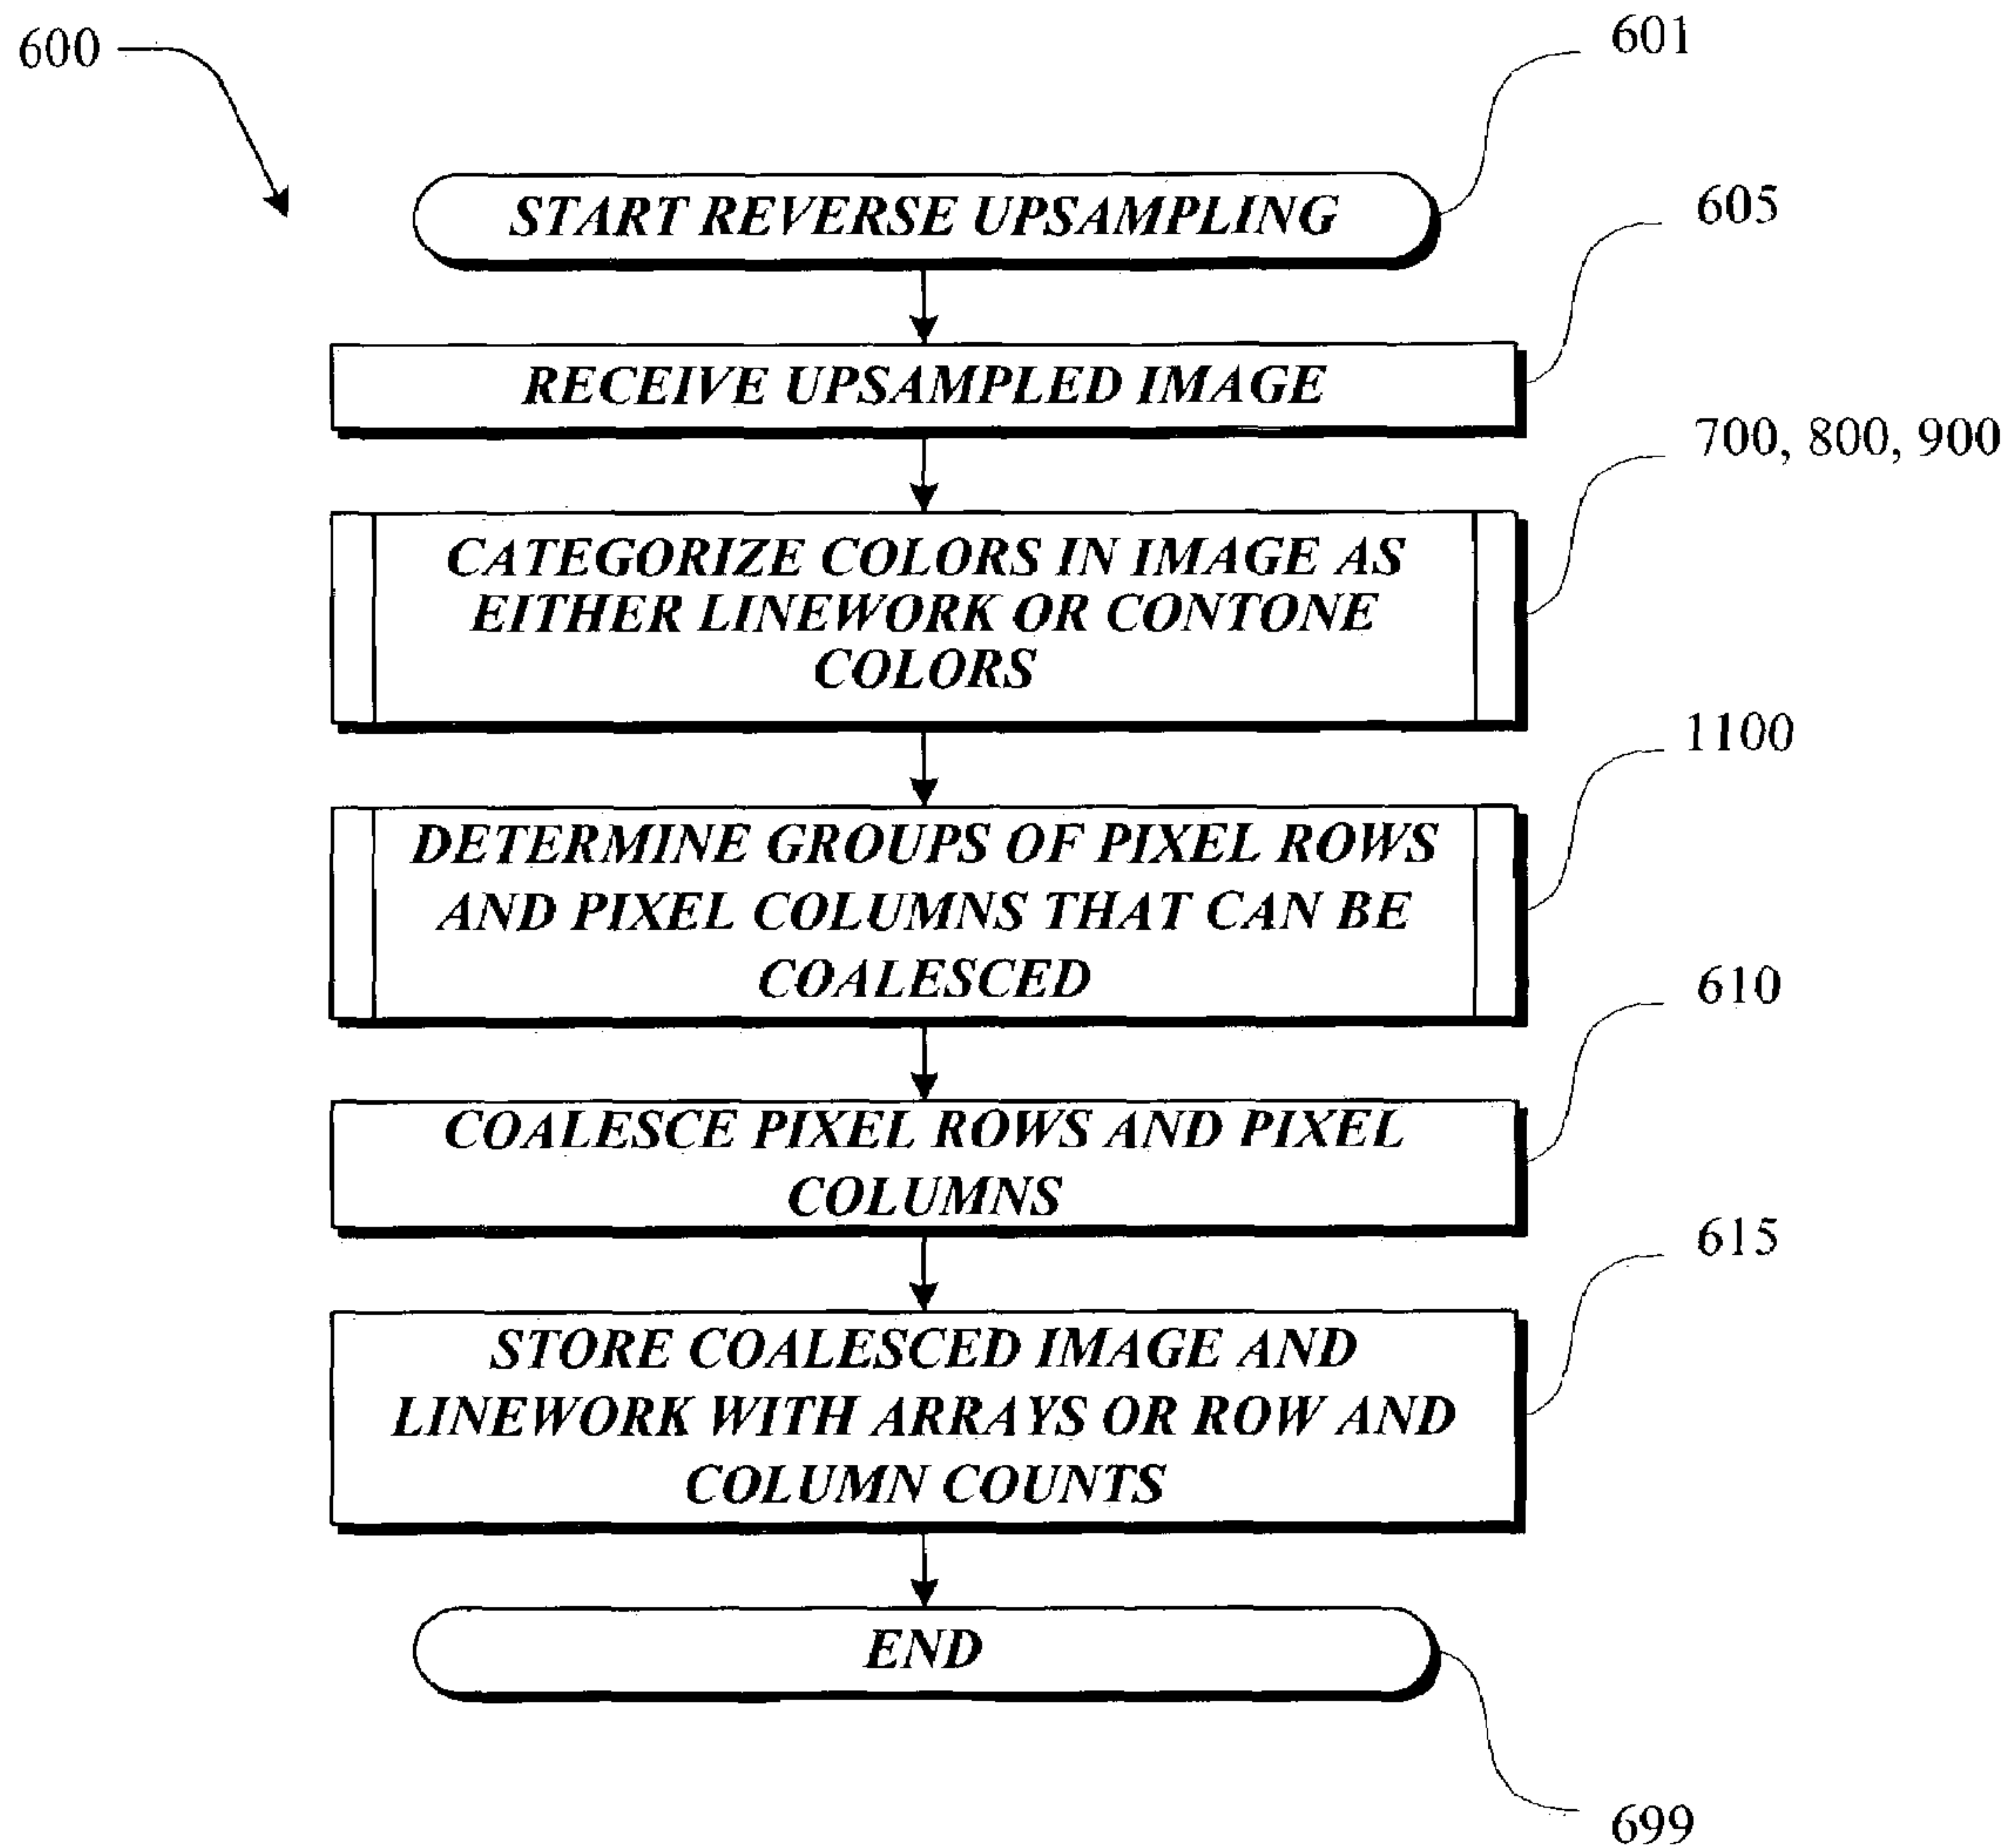 600
601
START REVERSE UPSAMPLING
605
RECEIVE UPSAMPLED IMAGE
700, 800, 900
CATEGORIZE COLORS IN IMAGE AS
EITHER LINEWORK OR CONTONE
COLORS
1100
DETERMINE GROUPS OF PIXEL ROWS
AND PIXEL COLUMNS THAT CAN BE
COALESCED
610
COALESCE PIXEL ROWS AND PIXEL
COLUMNS
615
STORE COALESCED IMAGE AND
LINEWORK WITH ARRAYS OR ROW AND
COLUMN COUNTS
END
699